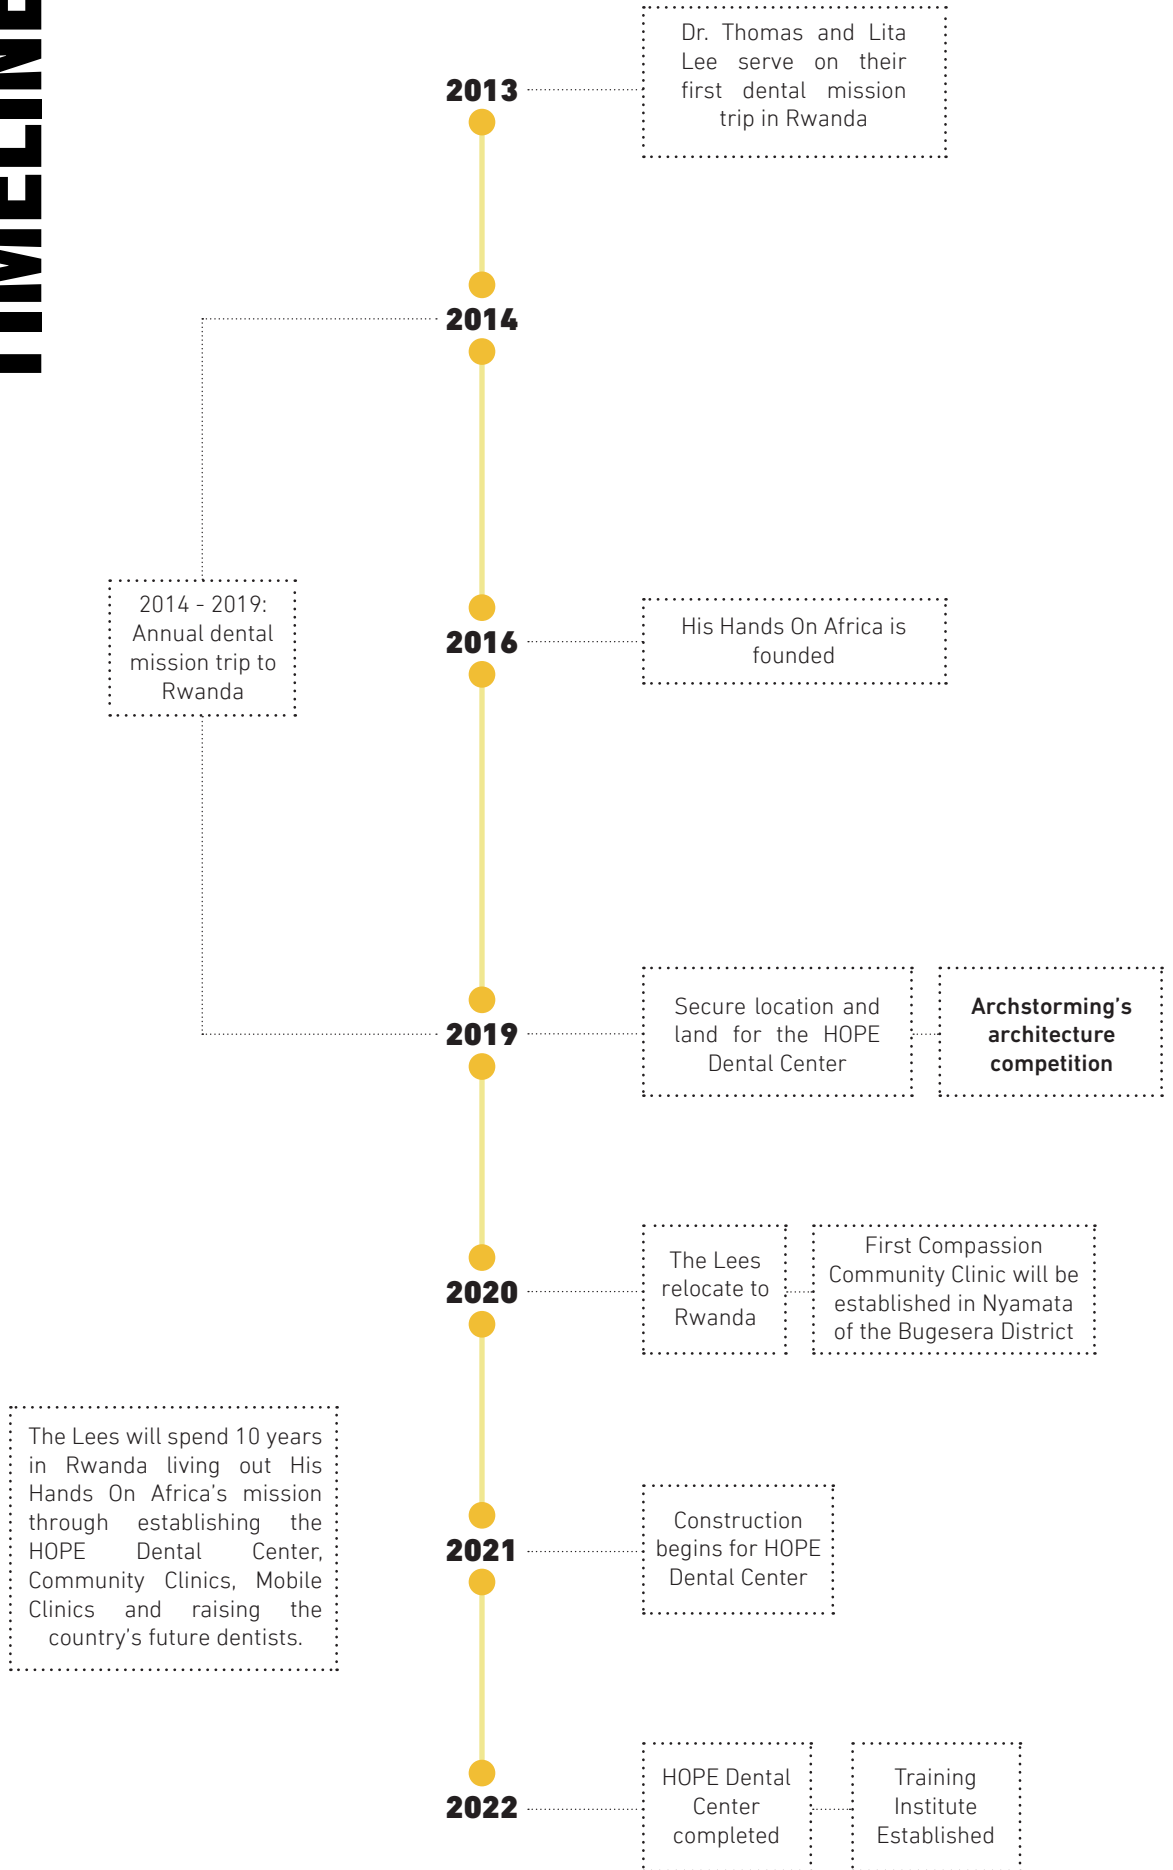 TIMELINE
2013
Dr. Thomas and Lita
Lee serve on their
first dental mission
trip in Rwanda
2014
2014 - 2019:
Annual dental
mission trip to
Rwanda
2016
His Hands On Africa is
founded
2019
Secure location and
land for the HOPE
Dental Center
Archstorming's
architecture
competition
2020
The Lees
relocate to
Rwanda
First Compassion
Community Clinic will be
established in Nyamata
of the Bugesera District
The Lees will spend 10 years
in Rwanda living out His
Hands On Africa's mission
through establishing the
HOPE Dental Center,
Community Clinics, Mobile
Clinics and raising the
country's future dentists.
2021
Construction
begins for HOPE
Dental Center
2022
HOPE Dental
Center
completed
Training
Institute
Established